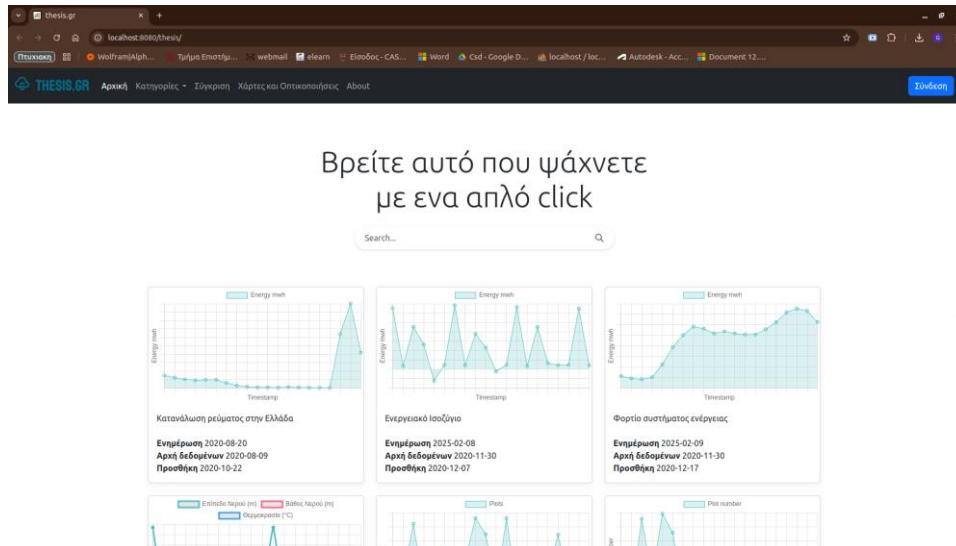 thesis.gr
localhost:8080/thesis/
Πτυχιακη WolframjAlph... Τμήμα Επιστήμ... webmail elearn Είσοδος - CAS... Word Csd - Google D... localhost / loc... Autodesk - Acc... Document 12....
THESIS.GR Αρχική Κατηγορίες Σύγκριση Χάρτες και Οπτικοποιήσεις About Σύνδεση
Βρείτε αυτό που ψάχνετε
με ενα απλό click
Search...
Energy mwh
Energy mwh
Timestamp
Κατανάλωση ρεύματος στην Ελλάδα
Ενημέρωση 2020-08-20
Αρχή δεδομένων 2020-08-09
Προσθήκη 2020-10-22
Energy mwh
Energy mwh
Timestamp
Ενεργειακό Ισοζύγιο
Ενημέρωση 2025-02-08
Αρχή δεδομένων 2020-11-30
Προσθήκη 2020-12-07
Energy mwh
Energy mwh
Timestamp
Φορτίο συστήματος ενέργειας
Ενημέρωση 2025-02-09
Αρχή δεδομένων 2020-11-30
Προσθήκη 2020-12-17
Επίπεδο Νερού (m) Βάθος Νερού (m)
Θερμοκρασία (°C)
Plots
Plot number